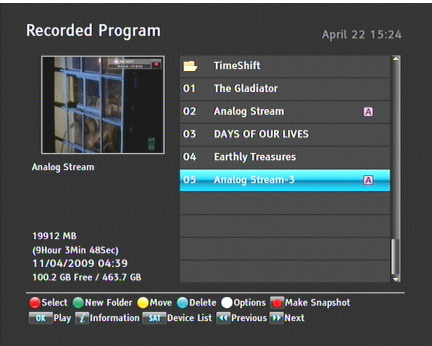 Recorded Program
April 22 15:24
TimeShift
01 The Gladiator
02 Analog Stream A
03 DAYS OF OUR LIVES
04 Earthly Treasures
05 Analog Stream-3 A
Analog Stream
19912 MB
(9Hour 3Min 48Sec)
11/04/2009 04:39
100.2 GB Free / 463.7 GB
Select New Folder Move Delete Options Make Snapshot
OK Play i Information SAT Device List Previous Next